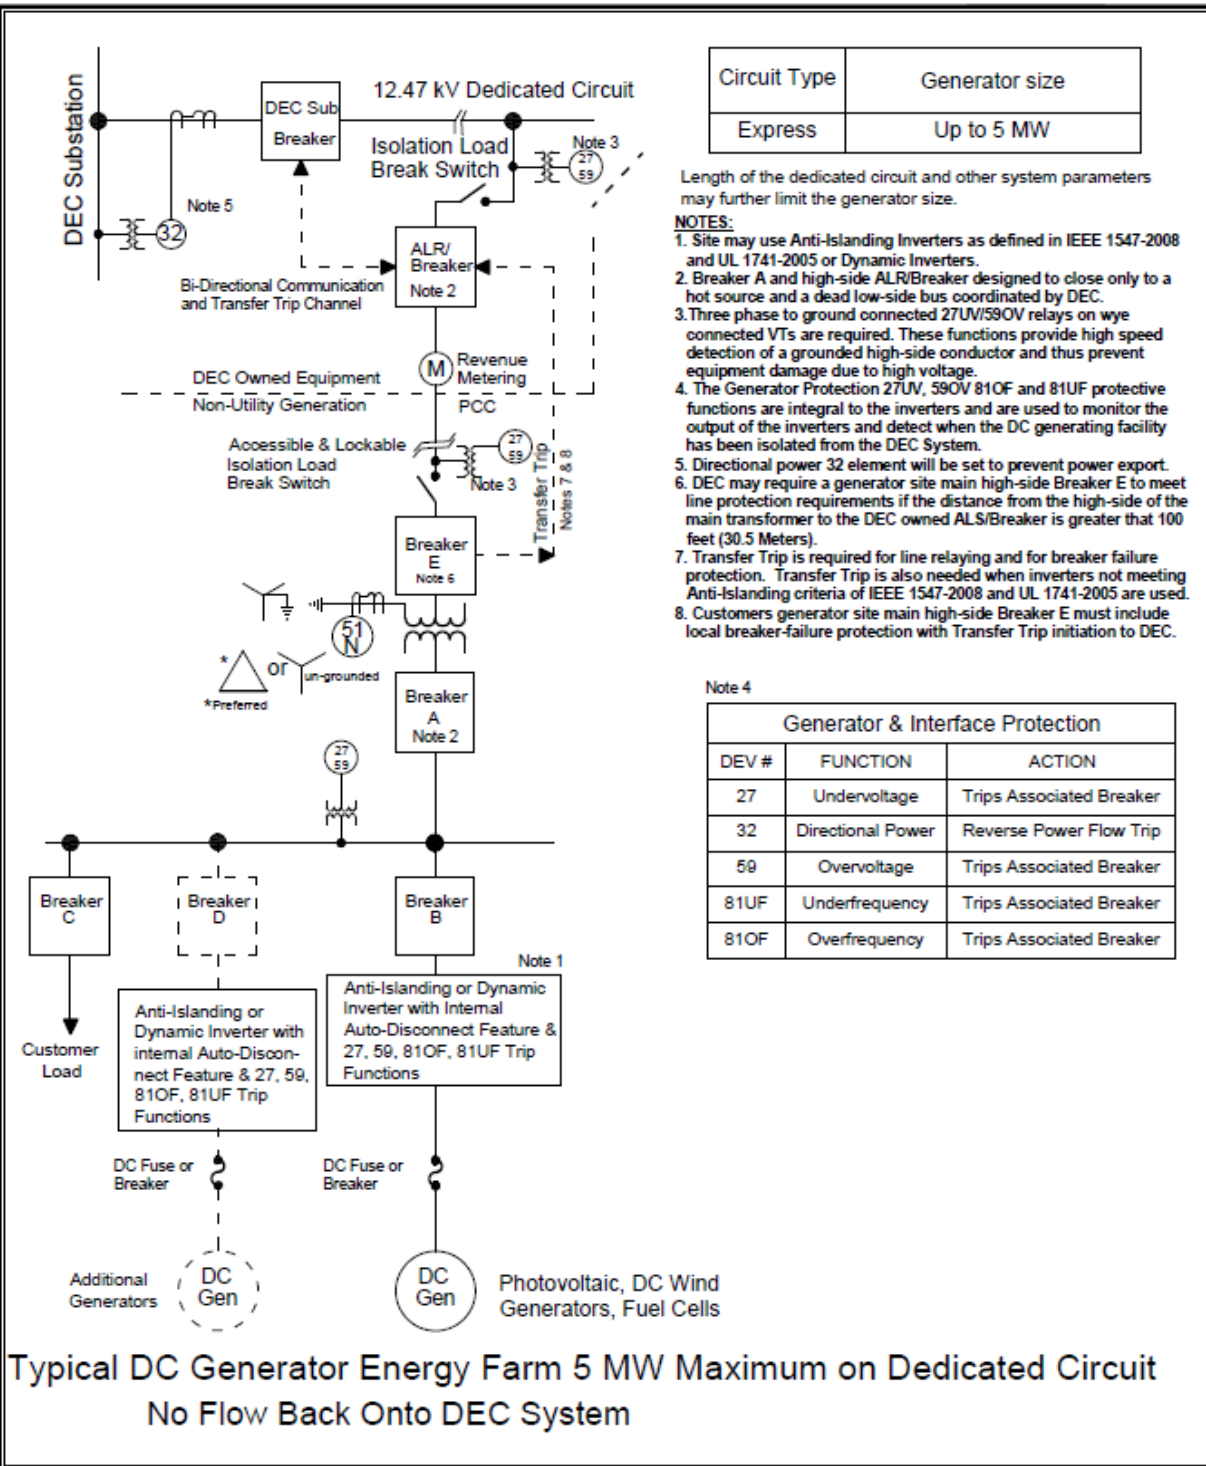 DEC Substation
12.47 kV Dedicated Circuit
DEC Sub
Breaker
Isolation Load
Break Switch
Note 3
27
59
Note 5
32
ALR/
Breaker
Note 2
Bi-Directional Communication
and Transfer Trip Channel
M
Revenue
Metering
DEC Owned Equipment
Non-Utility Generation
PCC
Accessible & Lockable
Isolation Load
Break Switch
27
59
Note 3
Transfer Trip
Notes 7 & 8
Breaker
E
Note 6
51
N
* or un-grounded
*Preferred
Breaker
A
Note 2
27
59
Breaker
C
Breaker
D
Breaker
B
Note 1
Customer
Load
Anti-Islanding or
Dynamic Inverter with
internal Auto-Discon-
nect Feature & 27, 59,
81OF, 81UF Trip
Functions
Anti-Islanding or Dynamic
Inverter with Internal
Auto-Disconnect Feature &
27, 59, 81OF, 81UF Trip
Functions
DC Fuse or
Breaker
DC Fuse or
Breaker
Additional
Generators
DC
Gen
DC
Gen
Photovoltaic, DC Wind
Generators, Fuel Cells
Circuit Type Generator size
Express Up to 5 MW
Length of the dedicated circuit and other system parameters
may further limit the generator size.
NOTES:
1. Site may use Anti-Islanding Inverters as defined in IEEE 1547-2008
and UL 1741-2005 or Dynamic Inverters.
2. Breaker A and high-side ALR/Breaker designed to close only to a
hot source and a dead low-side bus coordinated by DEC.
3.Three phase to ground connected 27UV/59OV relays on wye
connected VTs are required. These functions provide high speed
detection of a grounded high-side conductor and thus prevent
equipment damage due to high voltage.
4. The Generator Protection 27UV, 59OV 81OF and 81UF protective
functions are integral to the inverters and are used to monitor the
output of the inverters and detect when the DC generating facility
has been isolated from the DEC System.
5. Directional power 32 element will be set to prevent power export.
6. DEC may require a generator site main high-side Breaker E to meet
line protection requirements if the distance from the high-side of the
main transformer to the DEC owned ALS/Breaker is greater that 100
feet (30.5 Meters).
7. Transfer Trip is required for line relaying and for breaker failure
protection. Transfer Trip is also needed when inverters not meeting
Anti-Islanding criteria of IEEE 1547-2008 and UL 1741-2005 are used.
8. Customers generator site main high-side Breaker E must include
local breaker-failure protection with Transfer Trip initiation to DEC.
Note 4
Generator & Interface Protection
DEV # FUNCTION ACTION
27 Undervoltage Trips Associated Breaker
32 Directional Power Reverse Power Flow Trip
59 Overvoltage Trips Associated Breaker
81UF Underfrequency Trips Associated Breaker
81OF Overfrequency Trips Associated Breaker
Typical DC Generator Energy Farm 5 MW Maximum on Dedicated Circuit
No Flow Back Onto DEC System